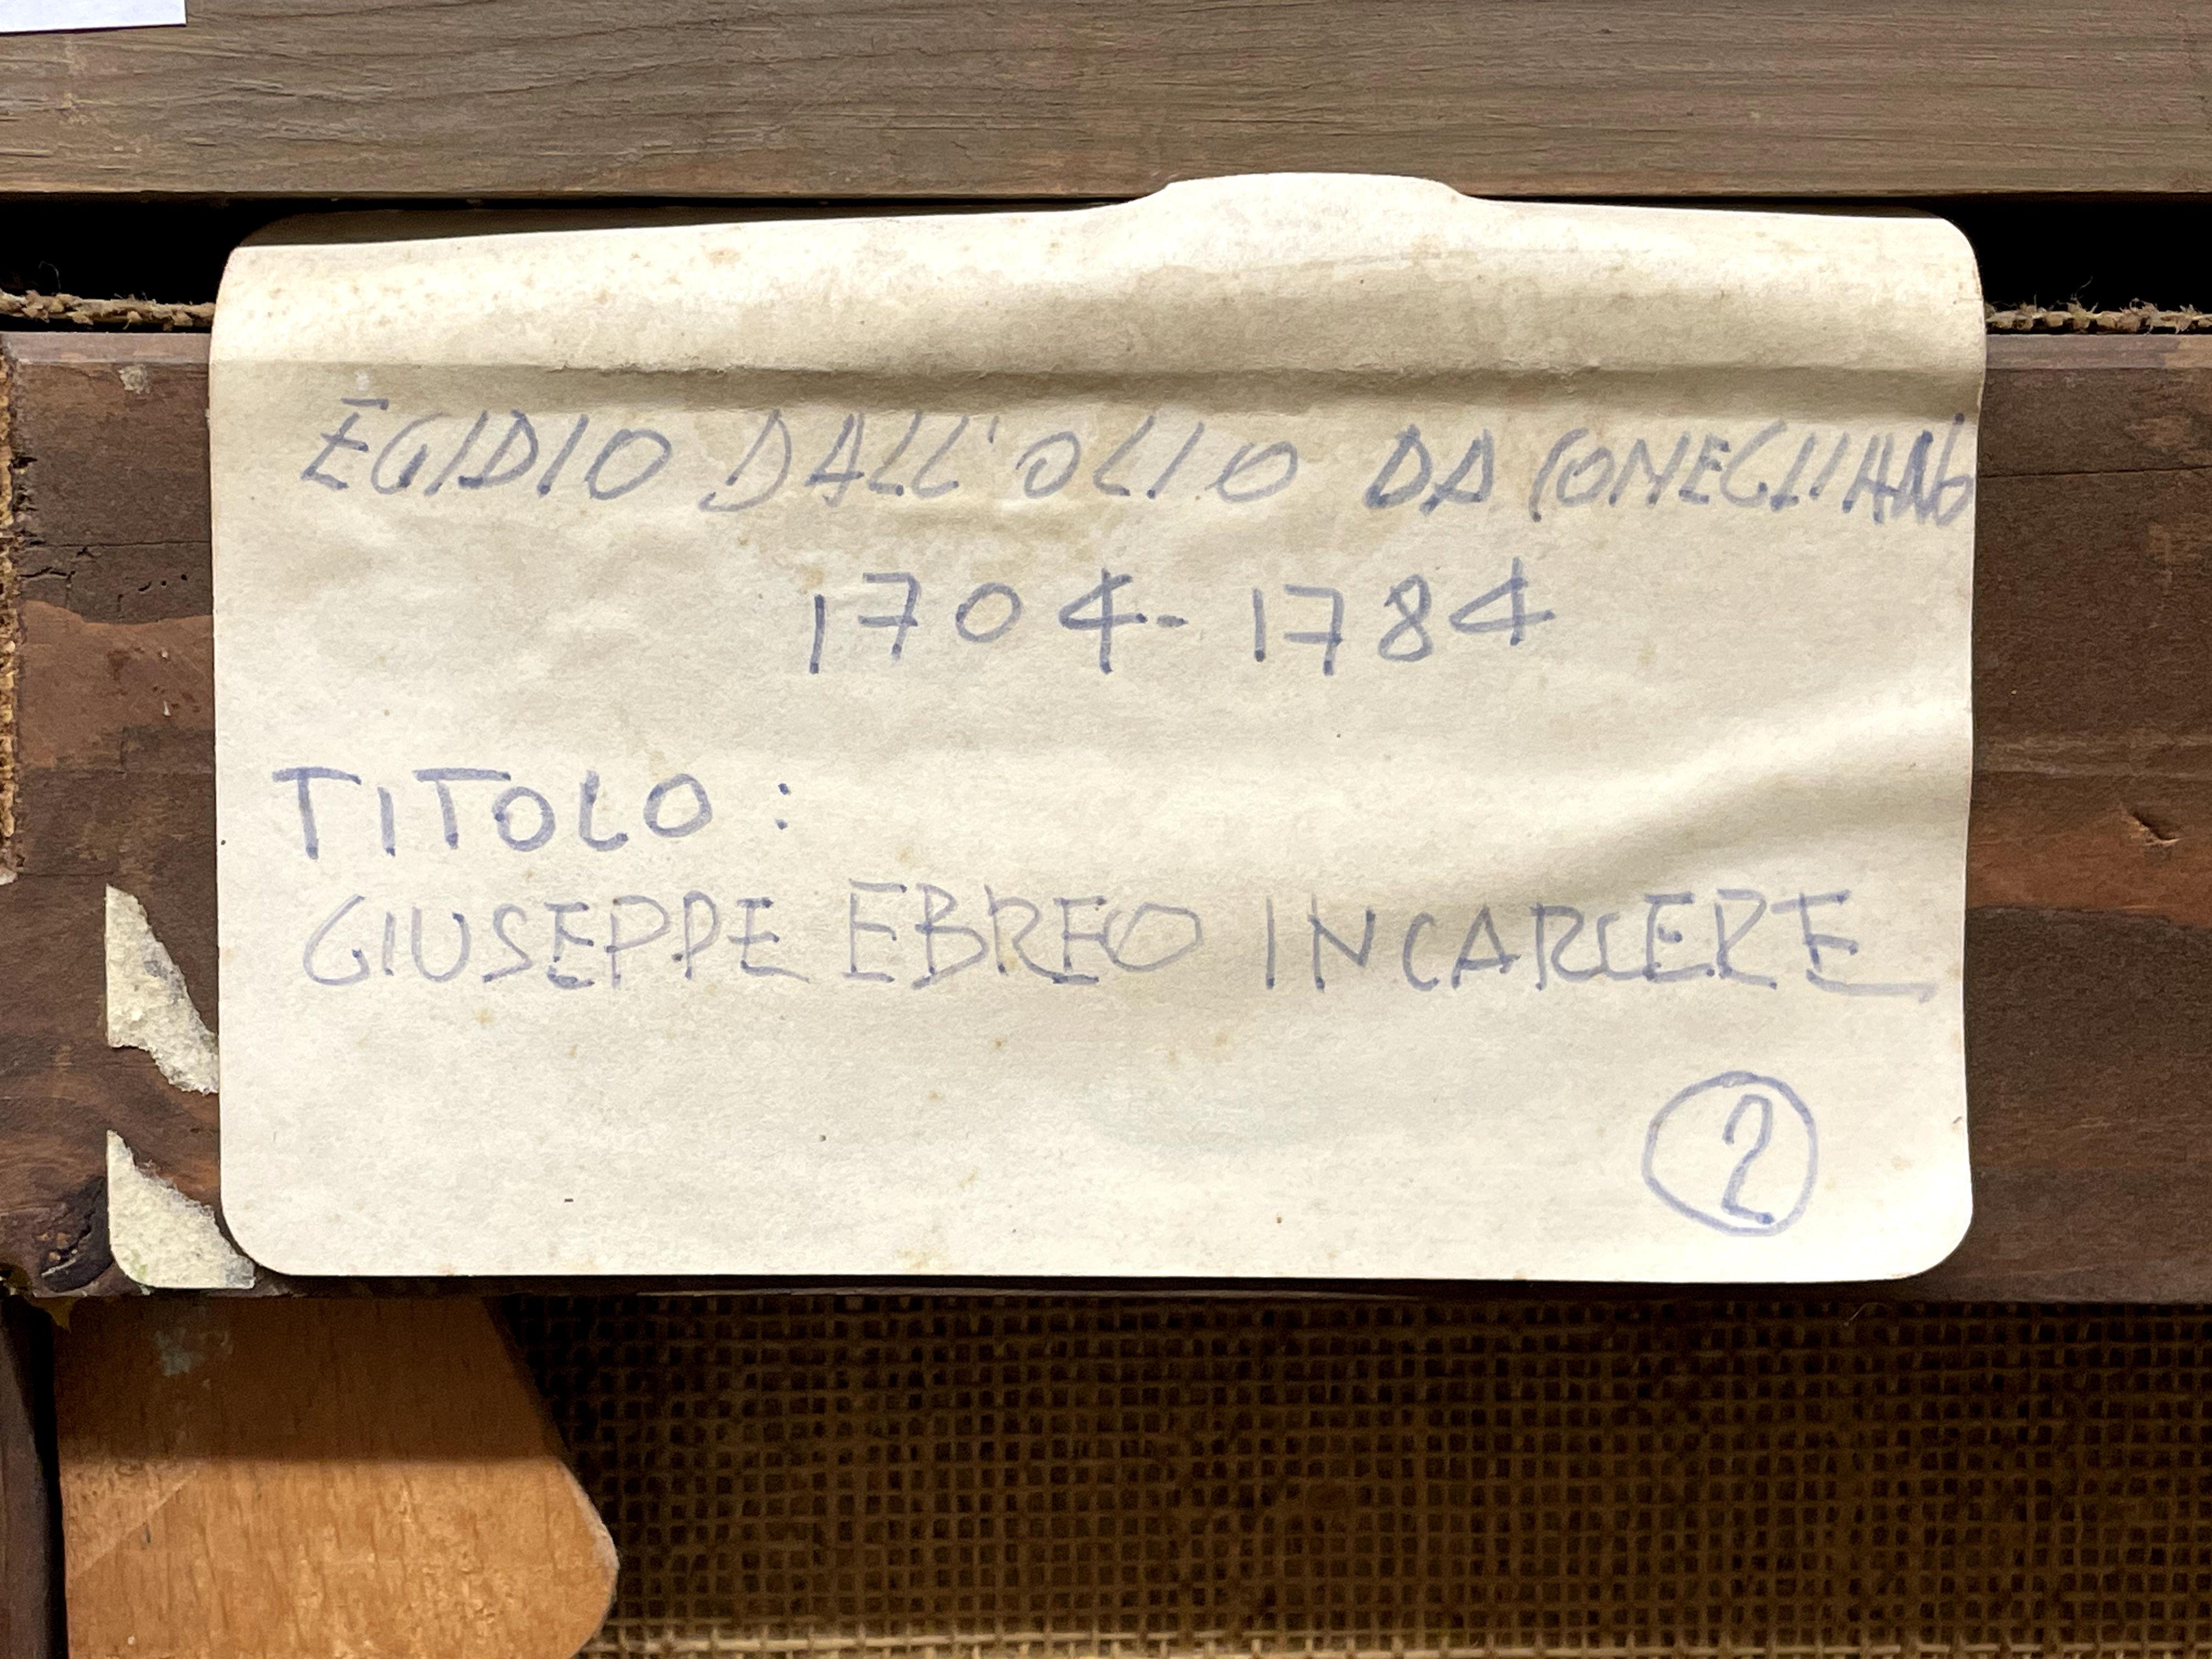 EGIDIO DALL'OLIO DA CONEGLIANO
1704-1784
TITOLO :
GIUSEPPE EBREO IN CARCERE
2